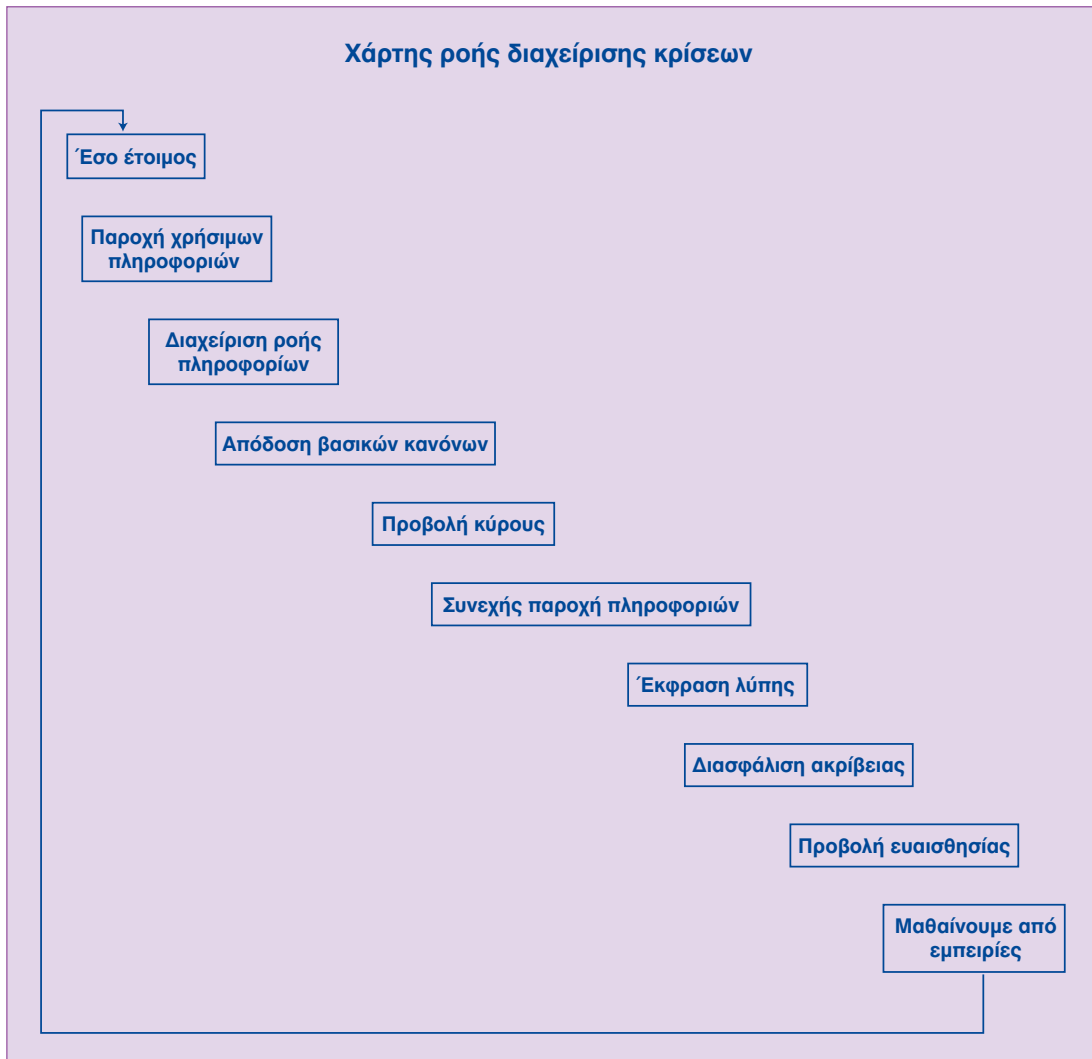 Χάρτης ροής διαχείρισης κρίσεων
Έσο έτοιμος
Παροχή χρήσιμων
πληροφοριών
Διαχείριση ροής
πληροφορίων
Απόδοση βασικών κανόνων
Προβολή κύρους
Συνεχής παροχή πληροφοριών
Έκφραση λύπης
Διασφάλιση ακρίβειας
Προβολή ευαισθησίας
Μαθαίνουμε από
εμπειρίες